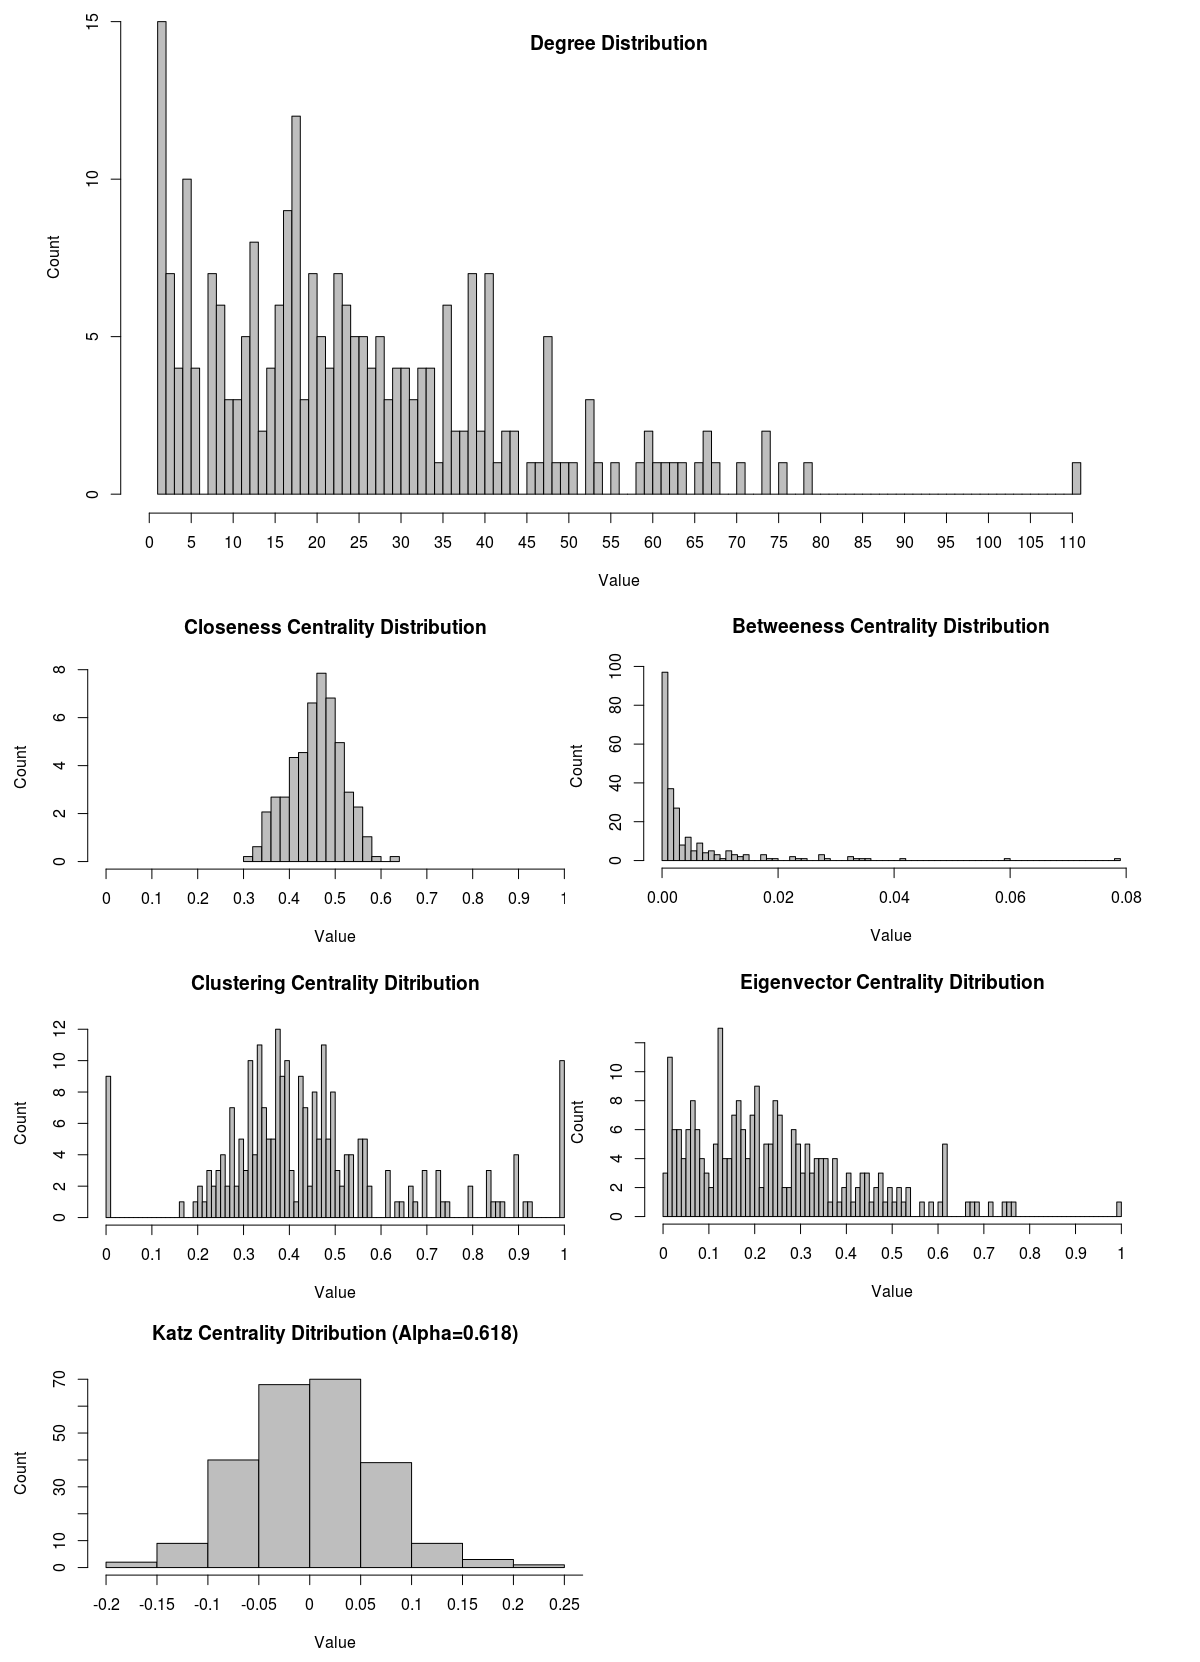 Degree Distribution
15
10
5
0
Count
0 5 10 15 20 25 30 35 40 45 50 55 60 65 70 75 80 85 90 95 100 105 110
Value
Closeness Centrality Distribution
8
6
4
2
0
Count
0 0.1 0.2 0.3 0.4 0.5 0.6 0.7 0.8 0.9 1
Value
Betweeness Centrality Distribution
100
80
60
40
20
0
Count
0.00 0.02 0.04 0.06 0.08
Value
Clustering Centrality Ditribution
12
10
8
6
4
2
0
Count
0 0.1 0.2 0.3 0.4 0.5 0.6 0.7 0.8 0.9 1
Value
Eigenvector Centrality Ditribution
10
8
6
4
2
0
Count
0 0.1 0.2 0.3 0.4 0.5 0.6 0.7 0.8 0.9 1
Value
Katz Centrality Ditribution (Alpha=0.618)
70
50
30
10
0
Count
-0.2 -0.15 -0.1 -0.05 0 0.05 0.1 0.15 0.2 0.25
Value